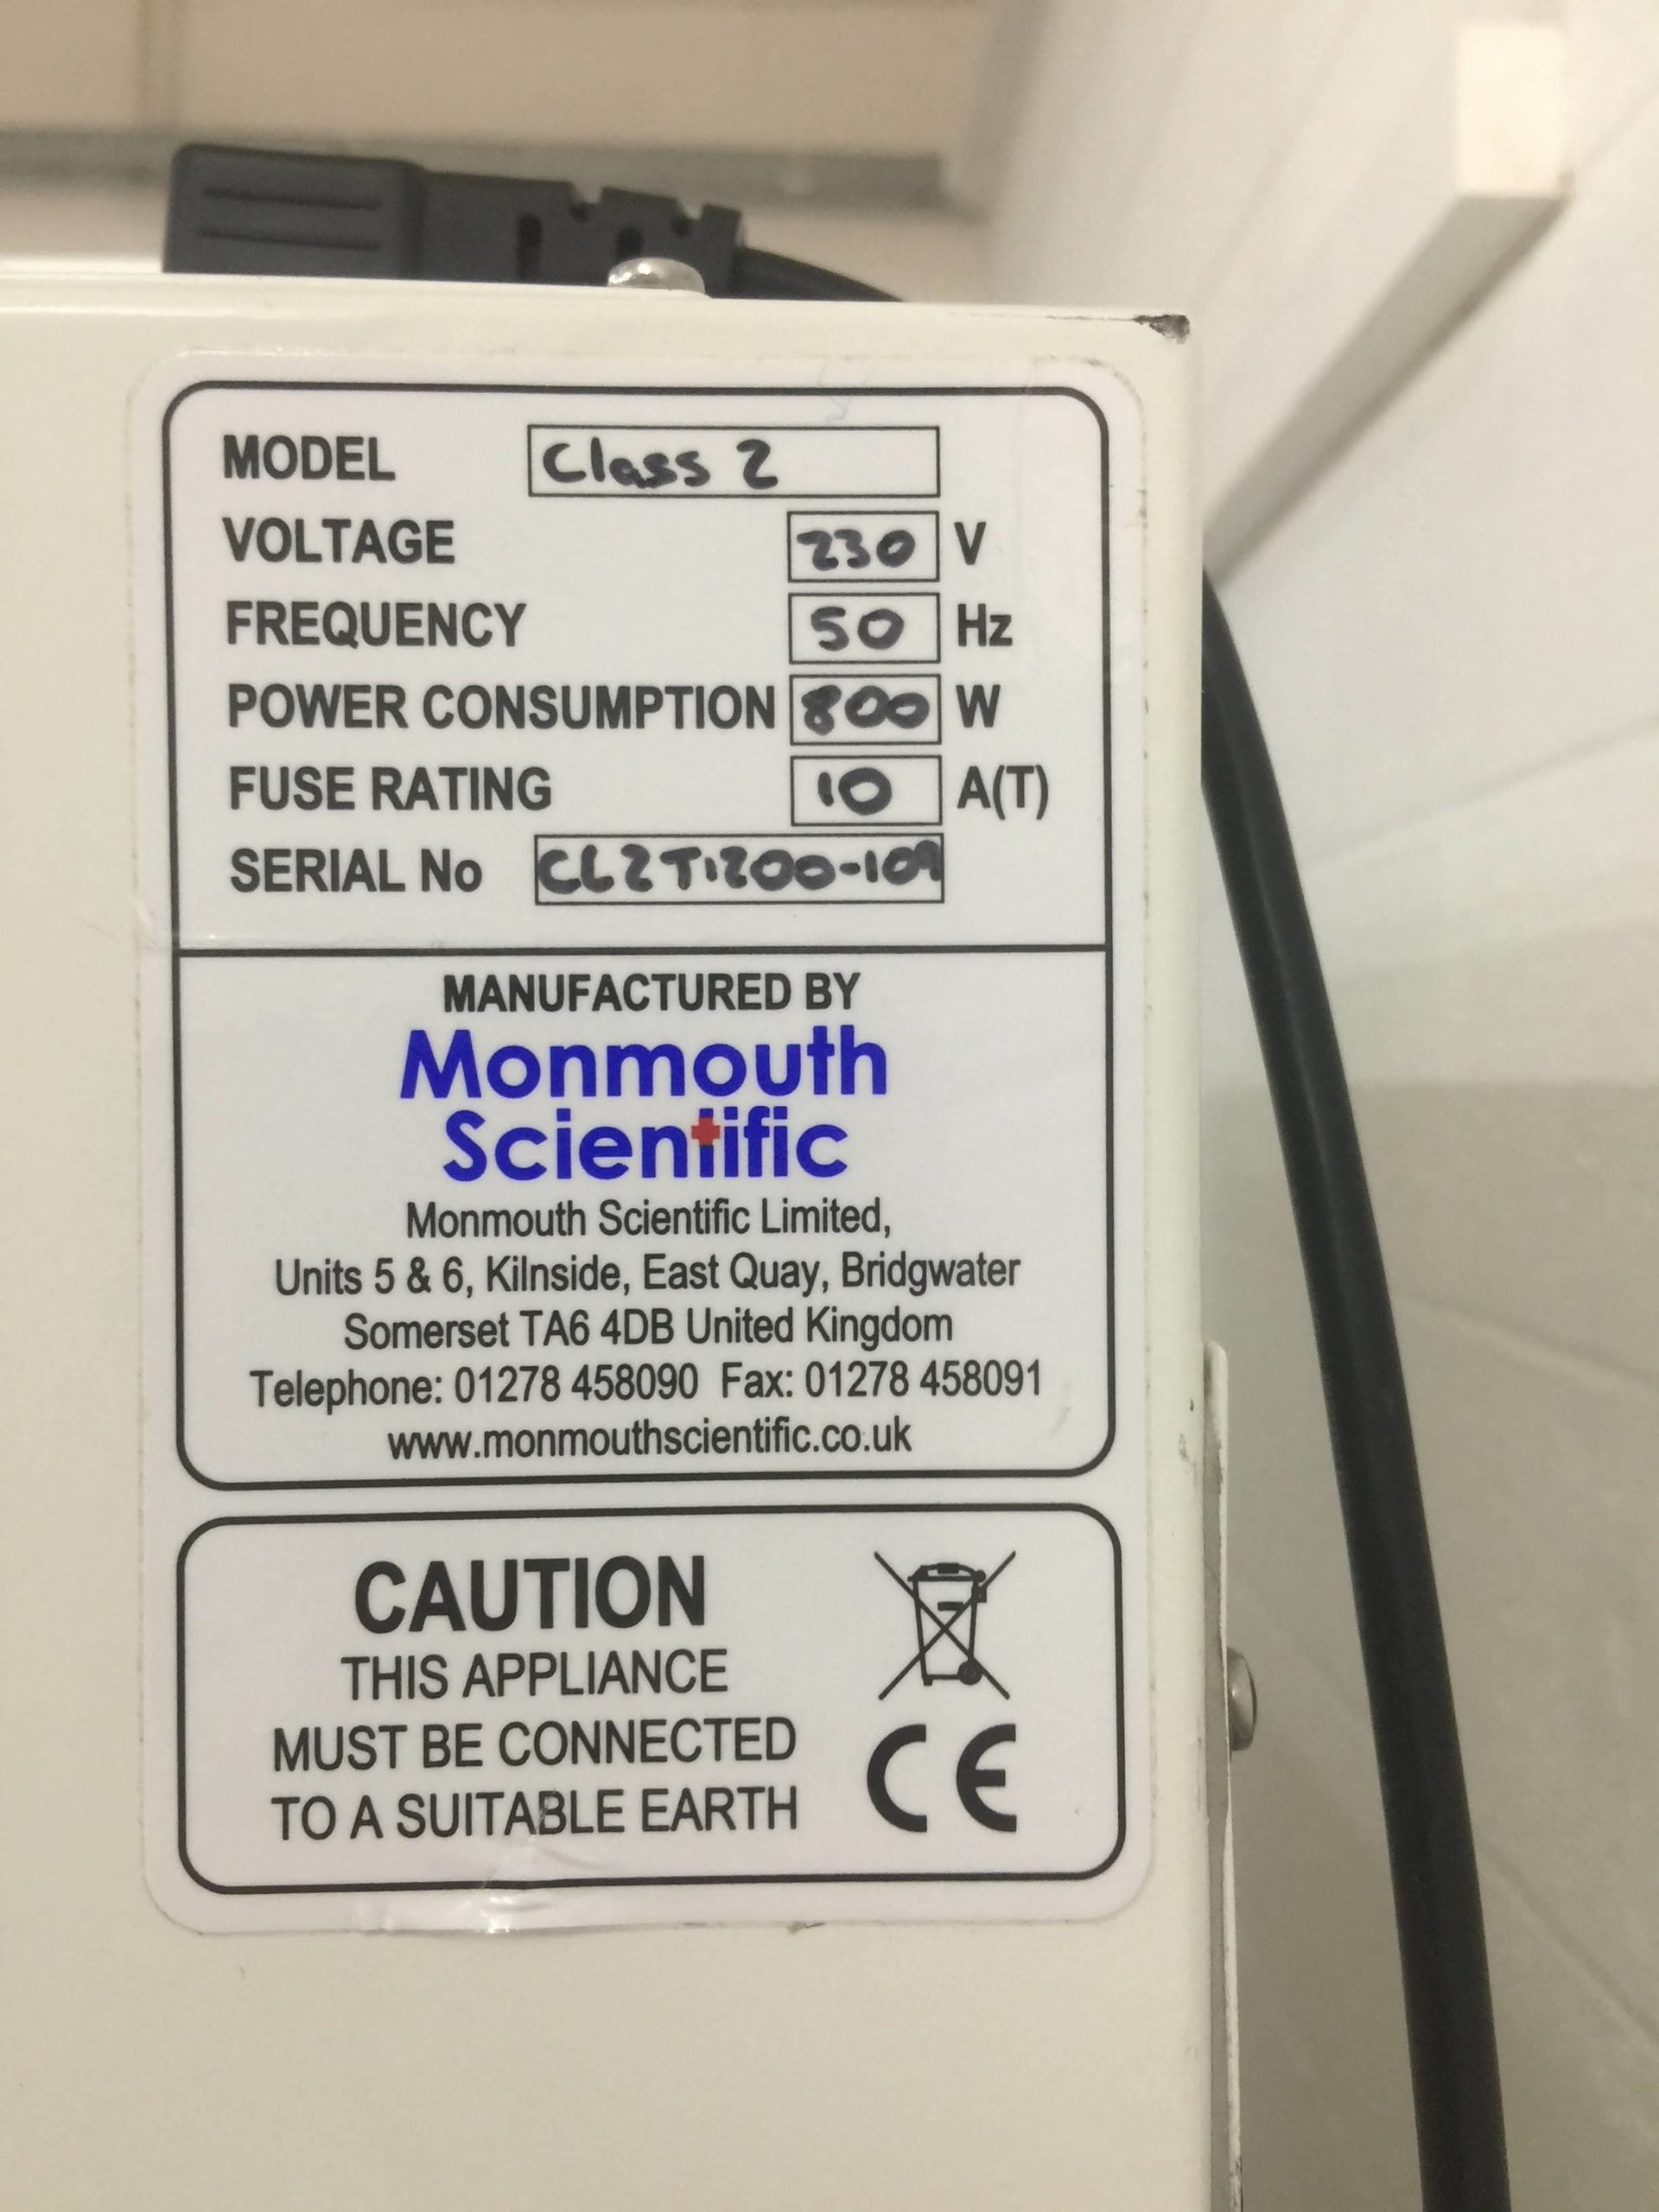 MODEL Class 2
VOLTAGE 230 V
FREQUENCY 50 Hz
POWER CONSUMPTION 800 W
FUSE RATING 10 A(T)
SERIAL No CL2T1200-109
MANUFACTURED BY
Monmouth
Scientific
Monmouth Scientific Limited,
Units 5 & 6, Kilnside, East Quay, Bridgwater
Somerset TA6 4DB United Kingdom
Telephone: 01278 458090 Fax: 01278 458091
www.monmouthscientific.co.uk
CAUTION
THIS APPLIANCE
MUST BE CONNECTED
TO A SUITABLE EARTH
CE